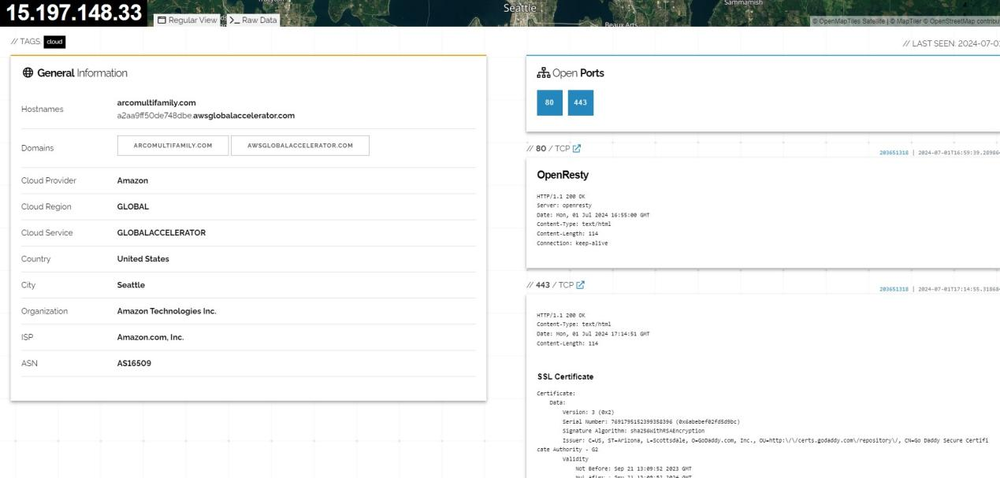 15.197.148.33
Seattle
Sammamish
Beaux Arts
Regular View
Raw Data
© OpenMapTiles Satellite | © MapTiler © OpenStreetMap contribu
// TAGS: cloud
// LAST SEEN: 2024-07-01
General Information
Hostnames
arcomultifamily.com
a2aa9ff50de748dbe.awsglobalaccelerator.com
Domains
ARCOMULTIFAMILY.COM
AWSGLOBALACCELERATOR.COM
Cloud Provider Amazon
Cloud Region GLOBAL
Cloud Service GLOBALACCELERATOR
Country United States
City Seattle
Organization Amazon Technologies Inc.
ISP Amazon.com, Inc.
ASN AS16509
Open Ports
80
443
// 80 / TCP
203651318 | 2024-07-01T16:59:39.28986
OpenResty
HTTP/1.1 200 OK
Server: openresty
Date: Mon, 01 Jul 2024 16:55:00 GMT
Content-Type: text/html
Content-Length: 114
Connection: keep-alive
// 443 / TCP
203651318 | 2024-07-01T17:14:55.31868
HTTP/1.1 200 OK
Content-Type: text/html
Date: Mon, 01 Jul 2024 17:14:51 GMT
Content-Length: 114
SSL Certificate
Certificate:
Data:
Version: 3 (0x2)
Serial Number: 7691795152399358396 (0x6abebef02fd5d9bc)
Signature Algorithm: sha256WithRSAEncryption
Issuer: C=US, ST=Arizona, L=Scottsdale, O=GoDaddy.com, Inc., OU=http:\/\/certs.godaddy.com\/repository\/, CN=Go Daddy Secure Certifi
cate Authority - G2
Validity
Not Before: Sep 21 13:09:52 2023 GMT